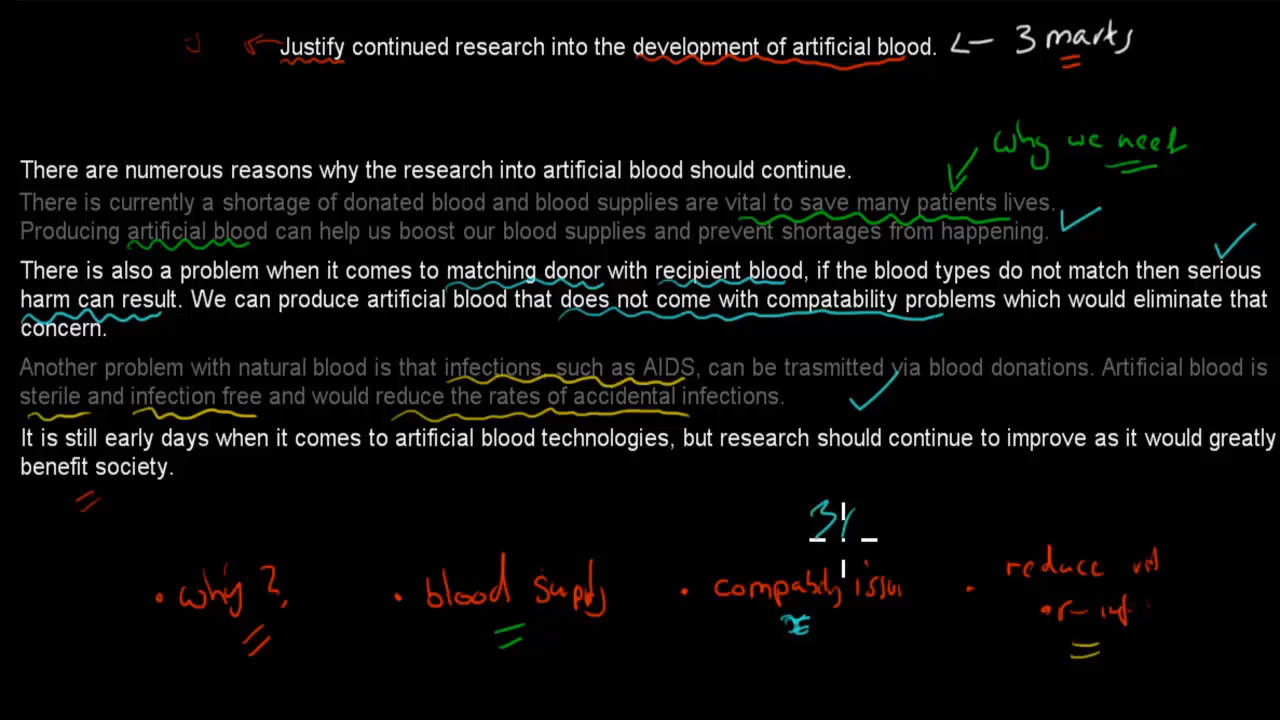 Justify continued research into the development of artificial blood. <- 3 marks
why we need
There are numerous reasons why the research into artificial blood should continue.
There is currently a shortage of donated blood and blood supplies are vital to save many patients lives.
Producing artificial blood can help us boost our blood supplies and prevent shortages from happening.
There is also a problem when it comes to matching donor with recipient blood, if the blood types do not match then serious
harm can result. We can produce artificial blood that does not come with compatability problems which would eliminate that
concern.
Another problem with natural blood is that infections, such as AIDS, can be trasmitted via blood donations. Artificial blood is
sterile and infection free and would reduce the rates of accidental infections.
It is still early days when it comes to artificial blood technologies, but research should continue to improve as it would greatly
benefit society.
3/
• why?
• blood supply
• compatably issu
• reduce